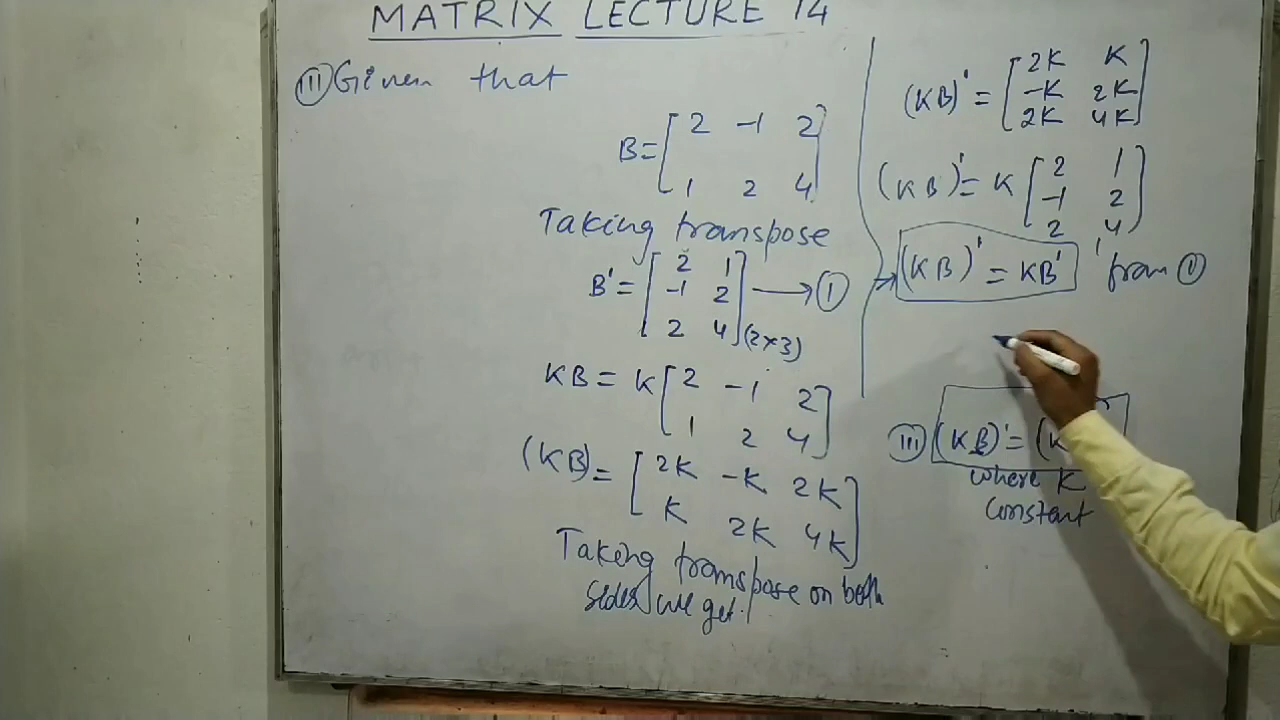 MATRIX LECTURE 14
(III) Given that
B = [ 2 -1 2
1 2 4 ]
Taking transpose
B' = [ 2 1
-1 2
2 4 ] (2×3) → (1)
KB = K [ 2 -1 2
1 2 4 ]
(KB) = [ 2K -K 2K
K 2K 4K ]
Taking transpose on both
sides we get.
(KB)' = [ 2K K
-K 2K
2K 4K ]
(KB)' = K [ 2 1
-1 2
2 4 ]
(KB)' = KB' from (1)
(III) (KB)' = (K
where K
constant